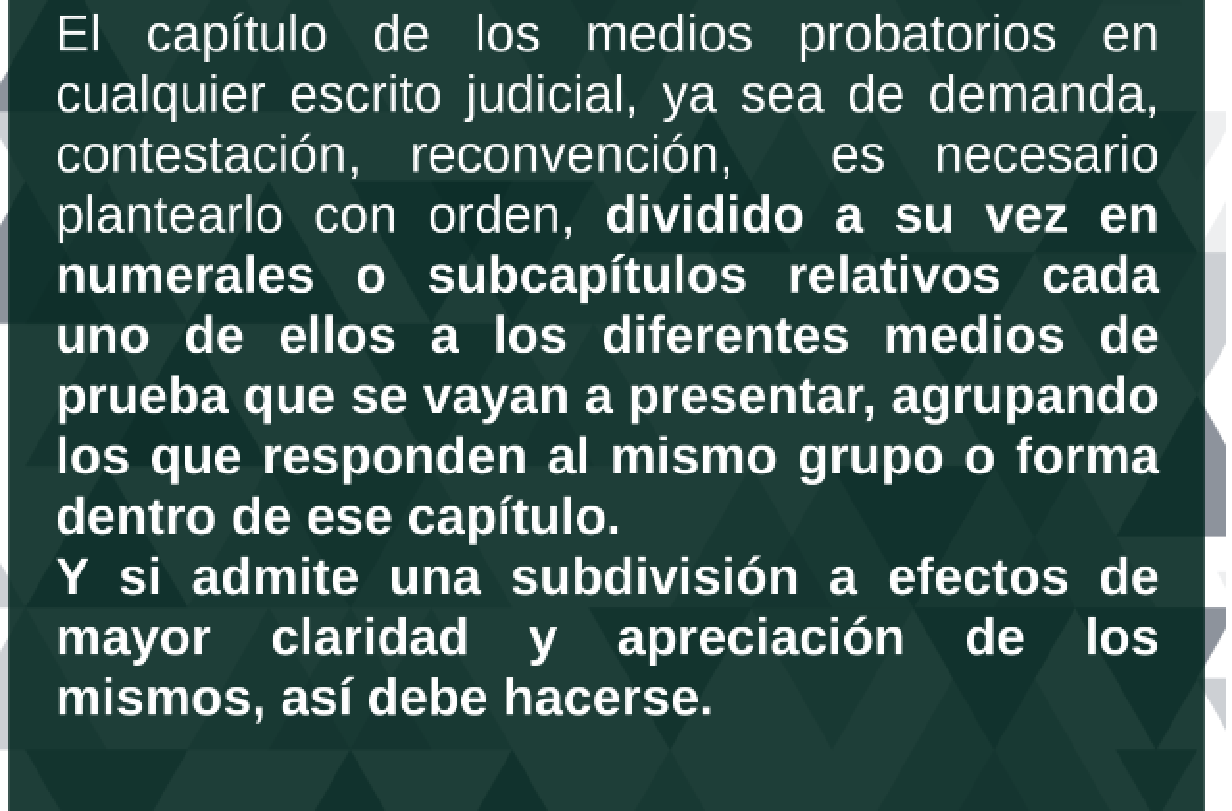 El capítulo de los medios probatorios en
cualquier escrito judicial, ya sea de demanda,
contestación, reconvención, es necesario
plantearlo con orden, dividido a su vez en
numerales o subcapítulos relativos cada
uno de ellos a los diferentes medios de
prueba que se vayan a presentar, agrupando
los que responden al mismo grupo o forma
dentro de ese capítulo.
Y si admite una subdivisión a efectos de
mayor claridad y apreciación de los
mismos, así debe hacerse.